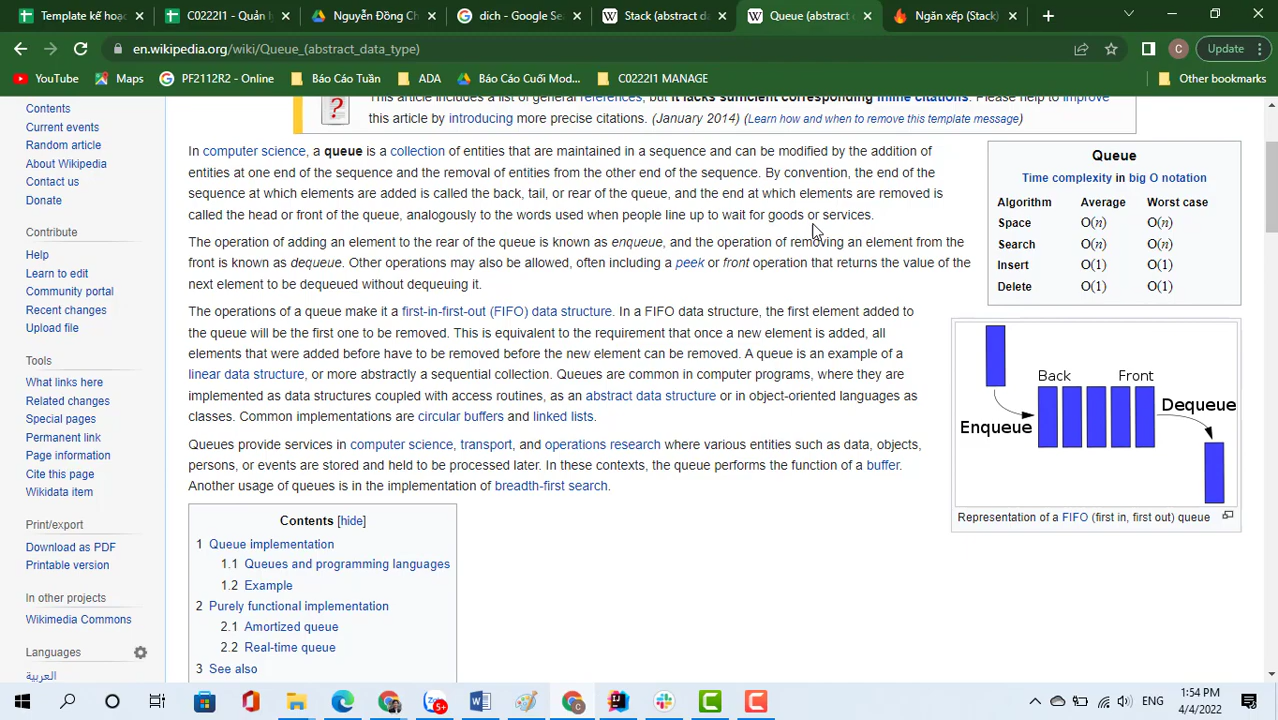 Template kế hoạc
C0222I1 - Quản lý
Nguyễn Đồng Ch
dich - Google Se
Stack (abstract da
Queue (abstract d
Ngăn xếp (Stack)
en.wikipedia.org/wiki/Queue_(abstract_data_type)
C
Update
YouTube
Maps
PF2112R2 - Online
Báo Cáo Tuần
ADA
Báo Cáo Cuối Mod...
C0222I1 MANAGE
Other bookmarks
Contents
Current events
Random article
About Wikipedia
Contact us
Donate
Contribute
Help
Learn to edit
Community portal
Recent changes
Upload file
Tools
What links here
Related changes
Special pages
Permanent link
Page information
Cite this page
Wikidata item
Print/export
Download as PDF
Printable version
In other projects
Wikimedia Commons
Languages
العربية
This article includes a list of general references, but it lacks sufficient corresponding inline citations. Please help to improve
this article by introducing more precise citations. (January 2014) (Learn how and when to remove this template message)
In computer science, a queue is a collection of entities that are maintained in a sequence and can be modified by the addition of
entities at one end of the sequence and the removal of entities from the other end of the sequence. By convention, the end of the
sequence at which elements are added is called the back, tail, or rear of the queue, and the end at which elements are removed is
called the head or front of the queue, analogously to the words used when people line up to wait for goods or services.
The operation of adding an element to the rear of the queue is known as enqueue, and the operation of removing an element from the
front is known as dequeue. Other operations may also be allowed, often including a peek or front operation that returns the value of the
next element to be dequeued without dequeuing it.
The operations of a queue make it a first-in-first-out (FIFO) data structure. In a FIFO data structure, the first element added to
the queue will be the first one to be removed. This is equivalent to the requirement that once a new element is added, all
elements that were added before have to be removed before the new element can be removed. A queue is an example of a
linear data structure, or more abstractly a sequential collection. Queues are common in computer programs, where they are
implemented as data structures coupled with access routines, as an abstract data structure or in object-oriented languages as
classes. Common implementations are circular buffers and linked lists.
Queues provide services in computer science, transport, and operations research where various entities such as data, objects,
persons, or events are stored and held to be processed later. In these contexts, the queue performs the function of a buffer.
Another usage of queues is in the implementation of breadth-first search.
Contents [hide]
1 Queue implementation
1.1 Queues and programming languages
1.2 Example
2 Purely functional implementation
2.1 Amortized queue
2.2 Real-time queue
3 See also
Queue
Time complexity in big O notation
Algorithm Average Worst case
Space O(n) O(n)
Search O(n) O(n)
Insert O(1) O(1)
Delete O(1) O(1)
Back Front
Dequeue
Enqueue
Representation of a FIFO (first in, first out) queue
5+
ENG
1:54 PM
4/4/2022